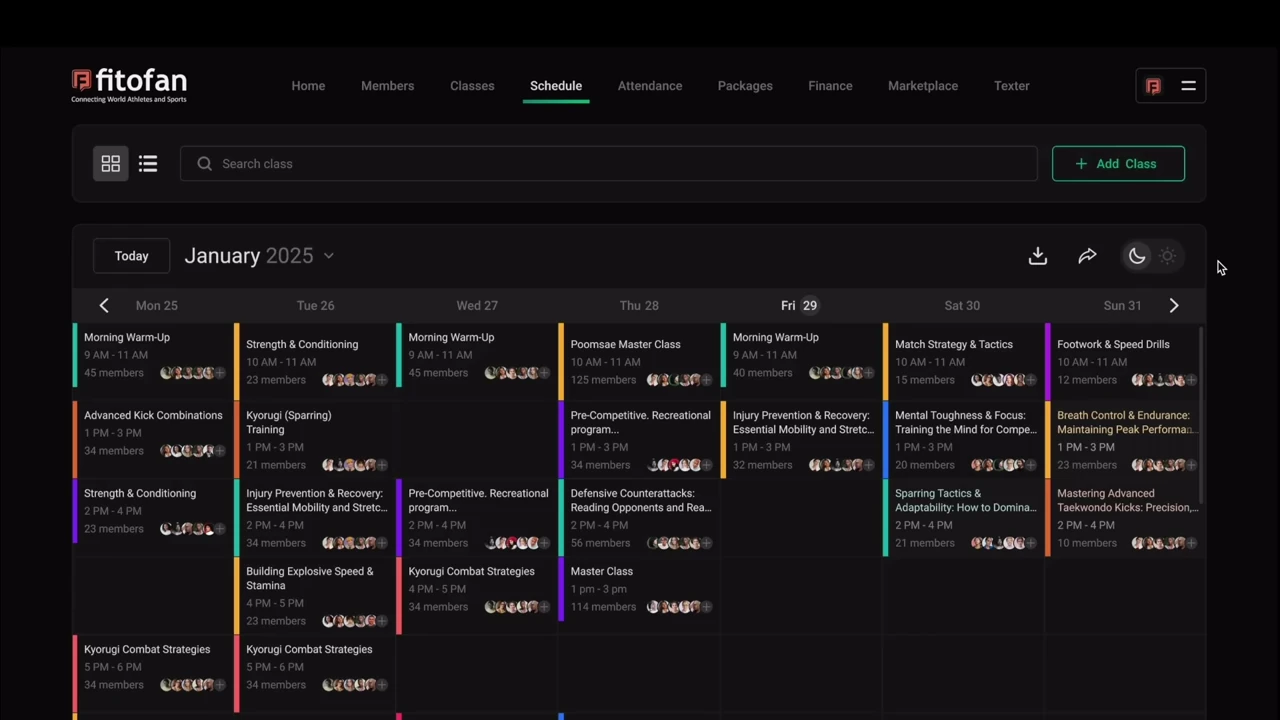 fitofan
Connecting World Athletes and Sports
Home Members Classes Schedule Attendance Packages Finance Marketplace Texter
Search class
+ Add Class
Today January 2025
Mon 25 Tue 26 Wed 27 Thu 28 Fri 29 Sat 30 Sun 31
Morning Warm-Up
9 AM - 11 AM
45 members
Strength & Conditioning
10 AM - 11 AM
23 members
Morning Warm-Up
9 AM - 11 AM
45 members
Poomsae Master Class
10 AM - 11 AM
125 members
Morning Warm-Up
9 AM - 11 AM
40 members
Match Strategy & Tactics
10 AM - 11 AM
15 members
Footwork & Speed Drills
10 AM - 11 AM
12 members
Advanced Kick Combinations
1 PM - 3 PM
34 members
Kyorugi (Sparring)
Training
1 PM - 3 PM
21 members
Pre-Competitive. Recreational
program...
1 PM - 3 PM
34 members
Injury Prevention & Recovery:
Essential Mobility and Stretc...
1 PM - 3 PM
32 members
Mental Toughness & Focus:
Training the Mind for Compe...
1 PM - 3 PM
20 members
Breath Control & Endurance:
Maintaining Peak Performa...
1 PM - 3 PM
23 members
Strength & Conditioning
2 PM - 4 PM
23 members
Injury Prevention & Recovery:
Essential Mobility and Stretc...
2 PM - 4 PM
34 members
Pre-Competitive. Recreational
program...
2 PM - 4 PM
34 members
Defensive Counterattacks:
Reading Opponents and Rea...
2 PM - 4 PM
56 members
Sparring Tactics &
Adaptability: How to Domina...
2 PM - 4 PM
21 members
Mastering Advanced
Taekwondo Kicks: Precision,...
2 PM - 4 PM
10 members
Building Explosive Speed &
Stamina
4 PM - 5 PM
23 members
Kyorugi Combat Strategies
4 PM - 5 PM
34 members
Master Class
1 pm - 3 pm
114 members
Kyorugi Combat Strategies
5 PM - 6 PM
34 members
Kyorugi Combat Strategies
5 PM - 6 PM
34 members